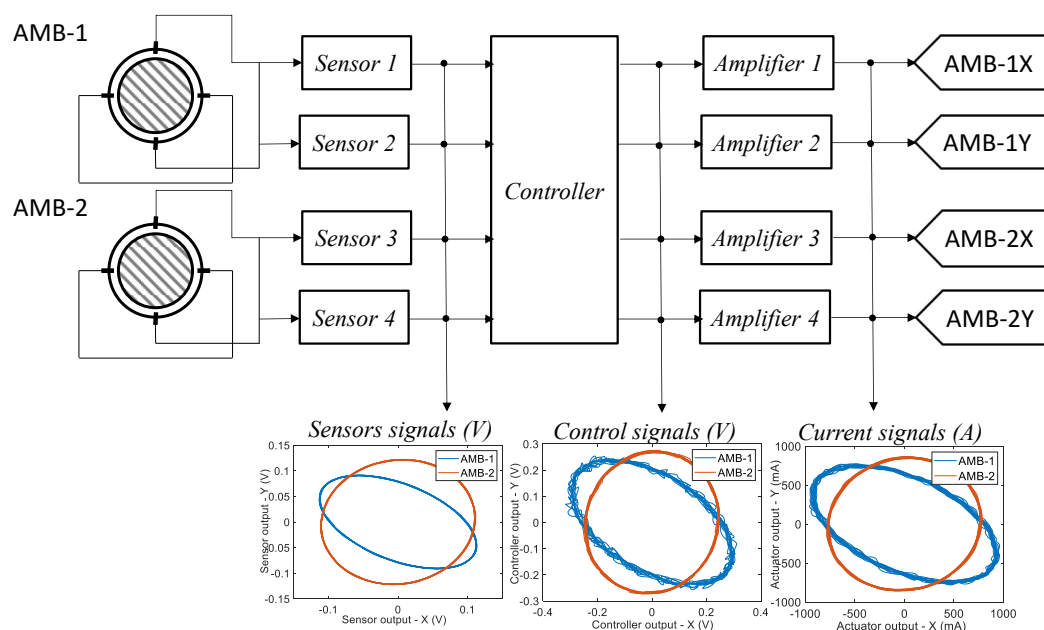 AMB-1
Sensor 1
Amplifier 1
AMB-1X
Sensor 2
Amplifier 2
AMB-1Y
Controller
AMB-2
Sensor 3
Amplifier 3
AMB-2X
Sensor 4
Amplifier 4
AMB-2Y
Sensors signals (V)
0.15
0.1
0.05
0
-0.05
-0.1
-0.15
Sensor output - Y (V)
AMB-1
AMB-2
-0.1
0
0.1
Sensor output - X (V)
Control signals (V)
0.3
0.2
0.1
0
-0.1
-0.2
-0.3
Controller output - Y (V)
AMB-1
AMB-2
-0.4
-0.2
0
0.2
0.4
Controller output - X (V)
Current signals (A)
1000
500
0
-500
-1000
Actuator output - Y (mA)
AMB-1
AMB-2
-1000
-500
0
500
1000
Actuator output - X (mA)